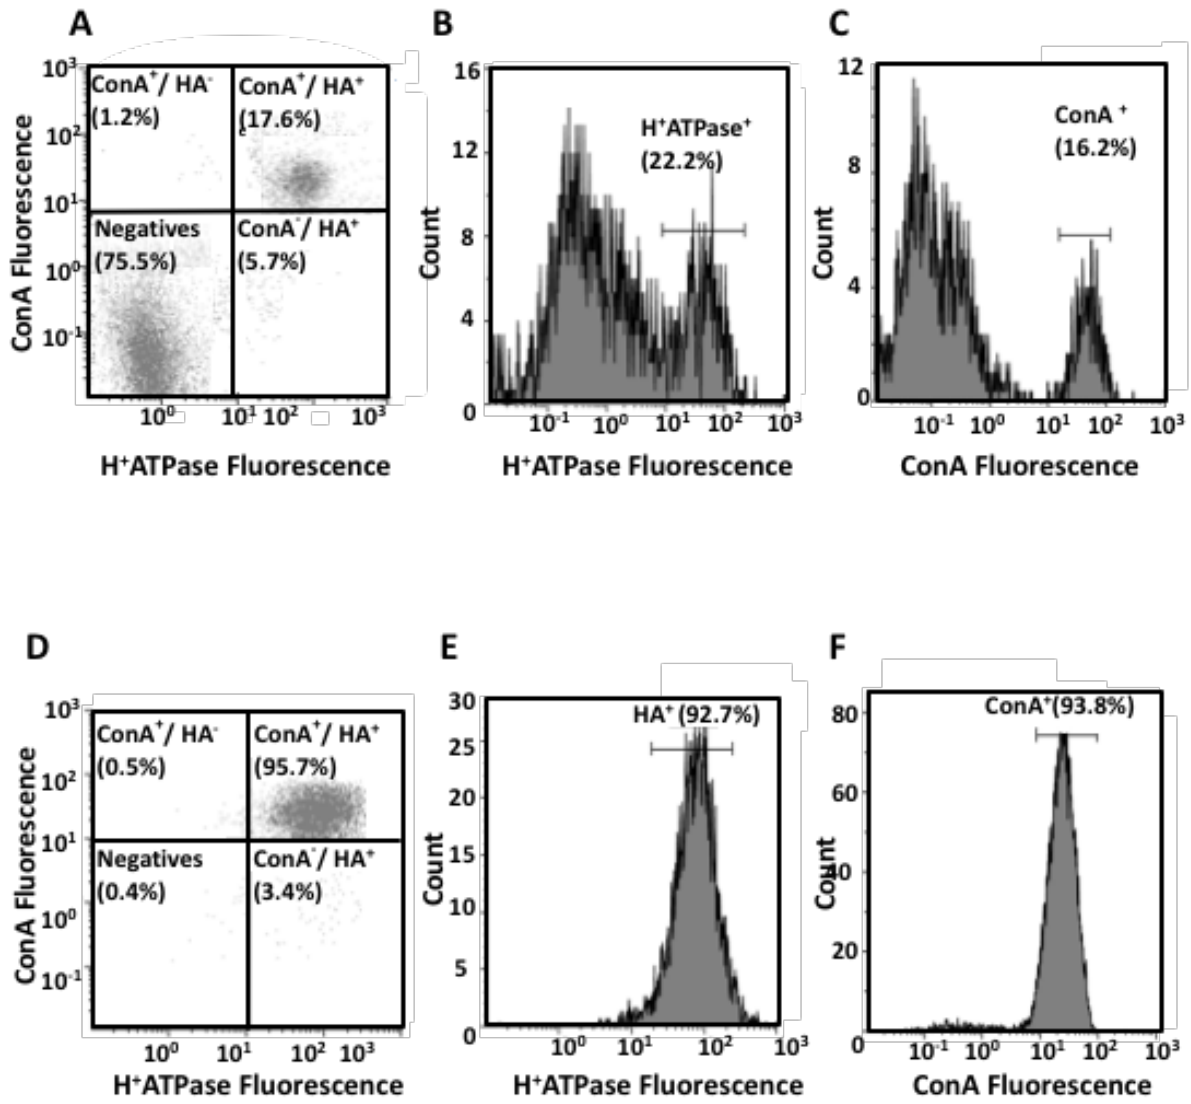 A
10³
10²
10¹
10⁰
10⁻¹
ConA Fluorescence
ConA⁺/ HA⁻
(1.2%)
ConA⁺/ HA⁺
(17.6%)
Negatives
(75.5%)
ConA⁻/ HA⁺
(5.7%)
10⁰ 10¹ 10² 10³
H⁺ATPase Fluorescence
B
16
12
8
4
0
Count
H⁺ATPase⁺
(22.2%)
10⁻¹ 10⁰ 10¹ 10² 10³
H⁺ATPase Fluorescence
C
12
8
4
0
Count
ConA ⁺
(16.2%)
10⁻¹ 10⁰ 10¹ 10² 10³
ConA Fluorescence
D
10³
10²
10¹
10⁰
10⁻¹
ConA Fluorescence
ConA⁺/ HA⁻
(0.5%)
ConA⁺/ HA⁺
(95.7%)
Negatives
(0.4%)
ConA⁻/ HA⁺
(3.4%)
10⁰ 10¹ 10² 10³
H⁺ATPase Fluorescence
E
30
25
20
15
10
5
0
Count
HA⁺ (92.7%)
10⁰ 10¹ 10² 10³
H⁺ATPase Fluorescence
F
80
60
40
20
0
Count
ConA⁺(93.8%)
10⁻¹ 10⁰ 10¹ 10² 10³
ConA Fluorescence